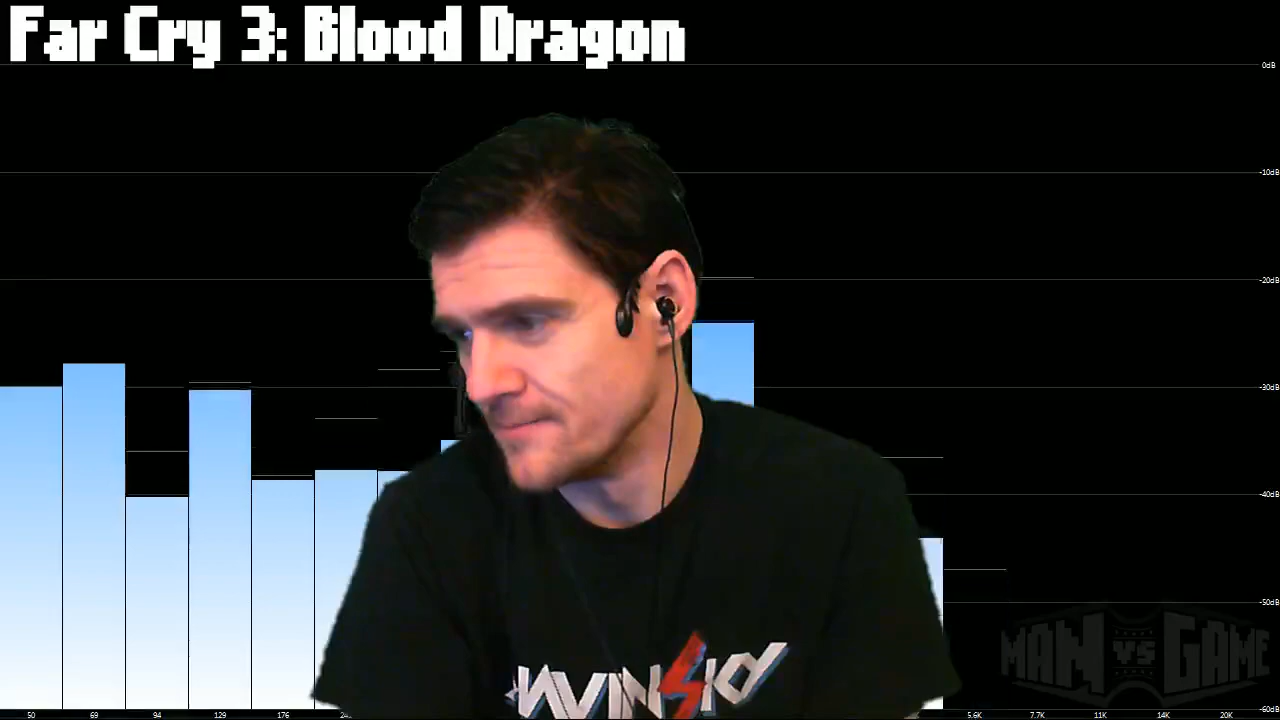 Far Cry 3: Blood Dragon
0dB
-10dB
-20dB
-30dB
-40dB
-50dB
MAN VS GAME
-60dB
50 69 94 129 176 5.6K 7.7K 11K 14K 20K